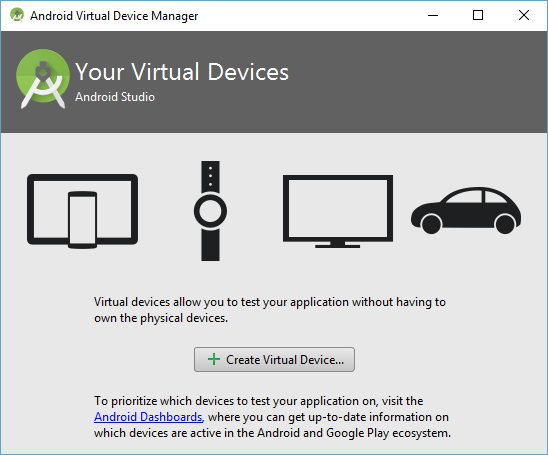 Android Virtual Device Manager
Your Virtual Devices
Android Studio
Virtual devices allow you to test your application without having to
own the physical devices.
Create Virtual Device...
To prioritize which devices to test your application on, visit the
Android Dashboards, where you can get up-to-date information on
which devices are active in the Android and Google Play ecosystem.